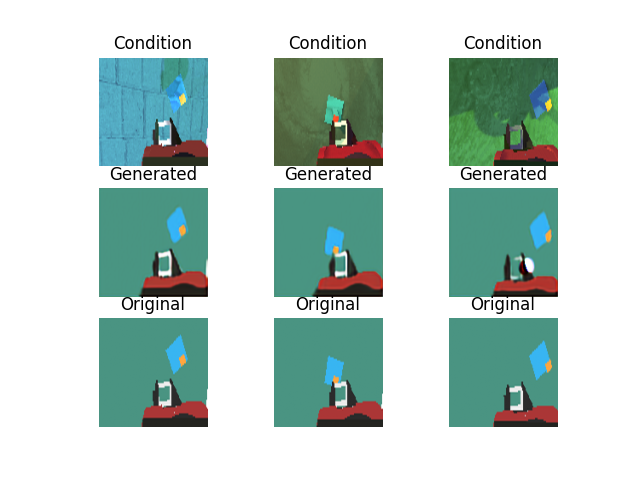 Condition Condition Condition
Generated Generated Generated
Original Original Original